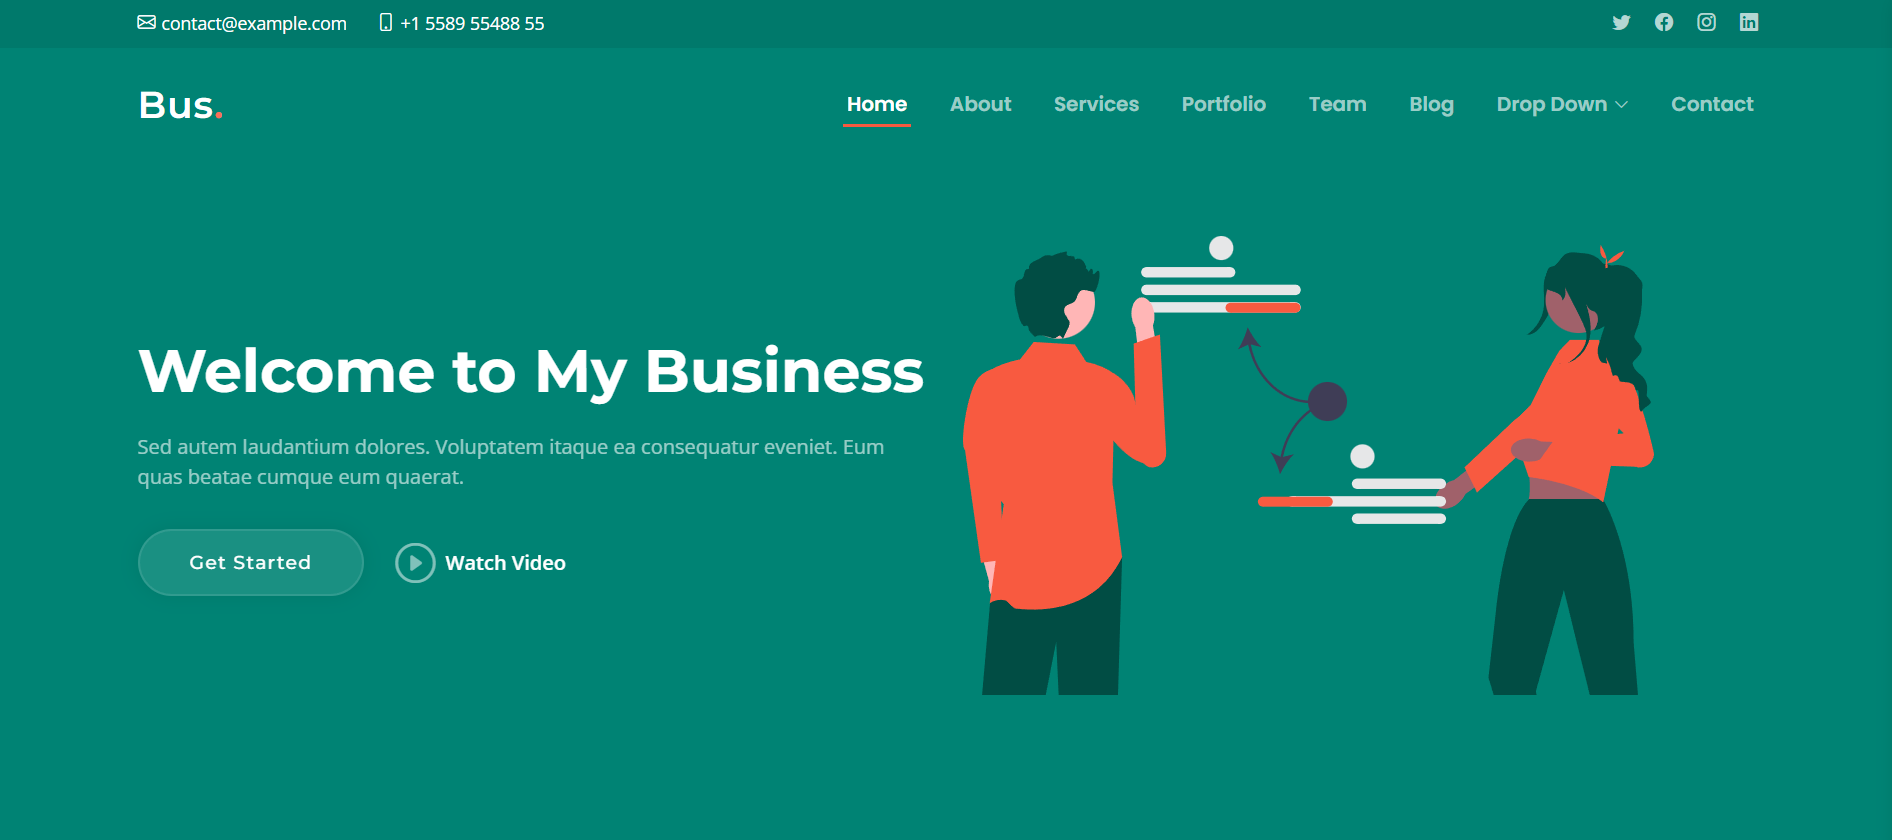 contact@example.com +1 5589 55488 55
Bus.
Home About Services Portfolio Team Blog Drop Down Contact
Welcome to My Business
Sed autem laudantium dolores. Voluptatem itaque ea consequatur eveniet. Eum
quas beatae cumque eum quaerat.
Get Started Watch Video